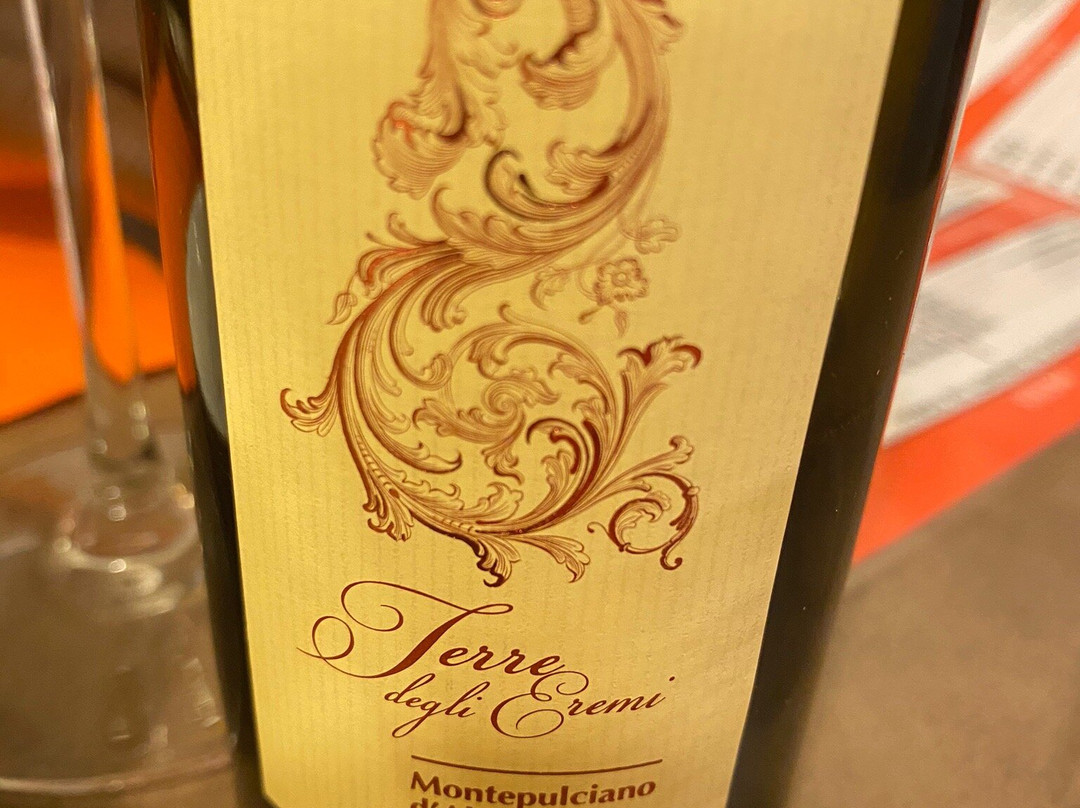 Terre
degli Eremi
Montepulciano